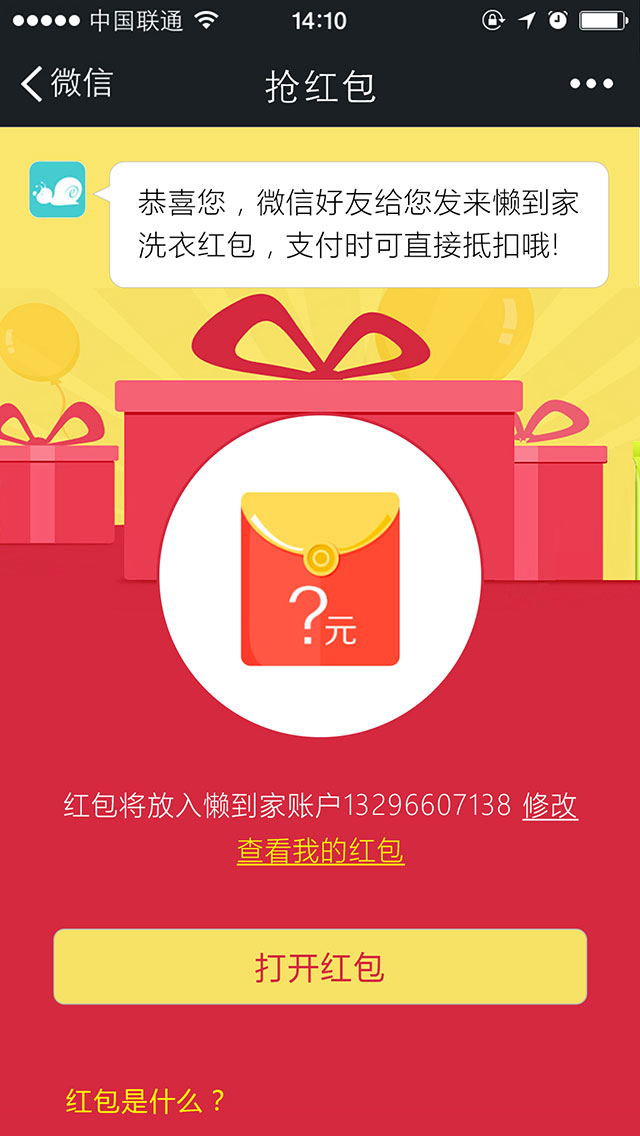 中国联通
14:10
微信
抢红包
恭喜您，微信好友给您发来懒到家
洗衣红包，支付时可直接抵扣哦!
?元
红包将放入懒到家账户13296607138 修改
查看我的红包
打开红包
红包是什么？